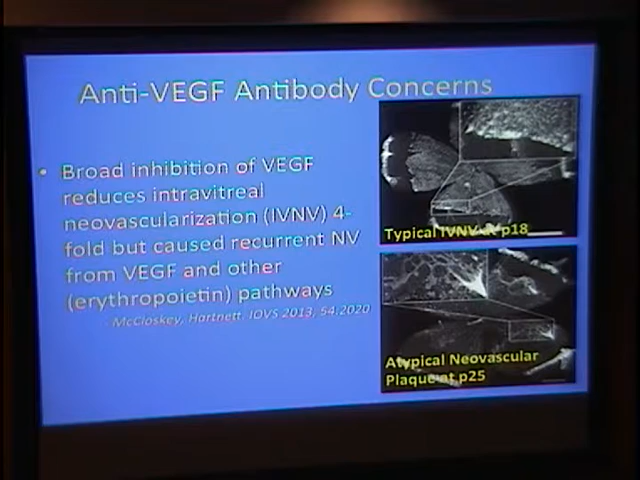 Anti-VEGF Antibody Concerns
• Broad inhibition of VEGF
reduces intravitreal
neovascularization (IVNV) 4-
fold but caused recurrent NV
from VEGF and other
(erythropoietin) pathways
- McCloskey, Hartnett. IOVS 2013, 54:2020
Typical IVNV at p18
Atypical Neovascular
Plaque at p25